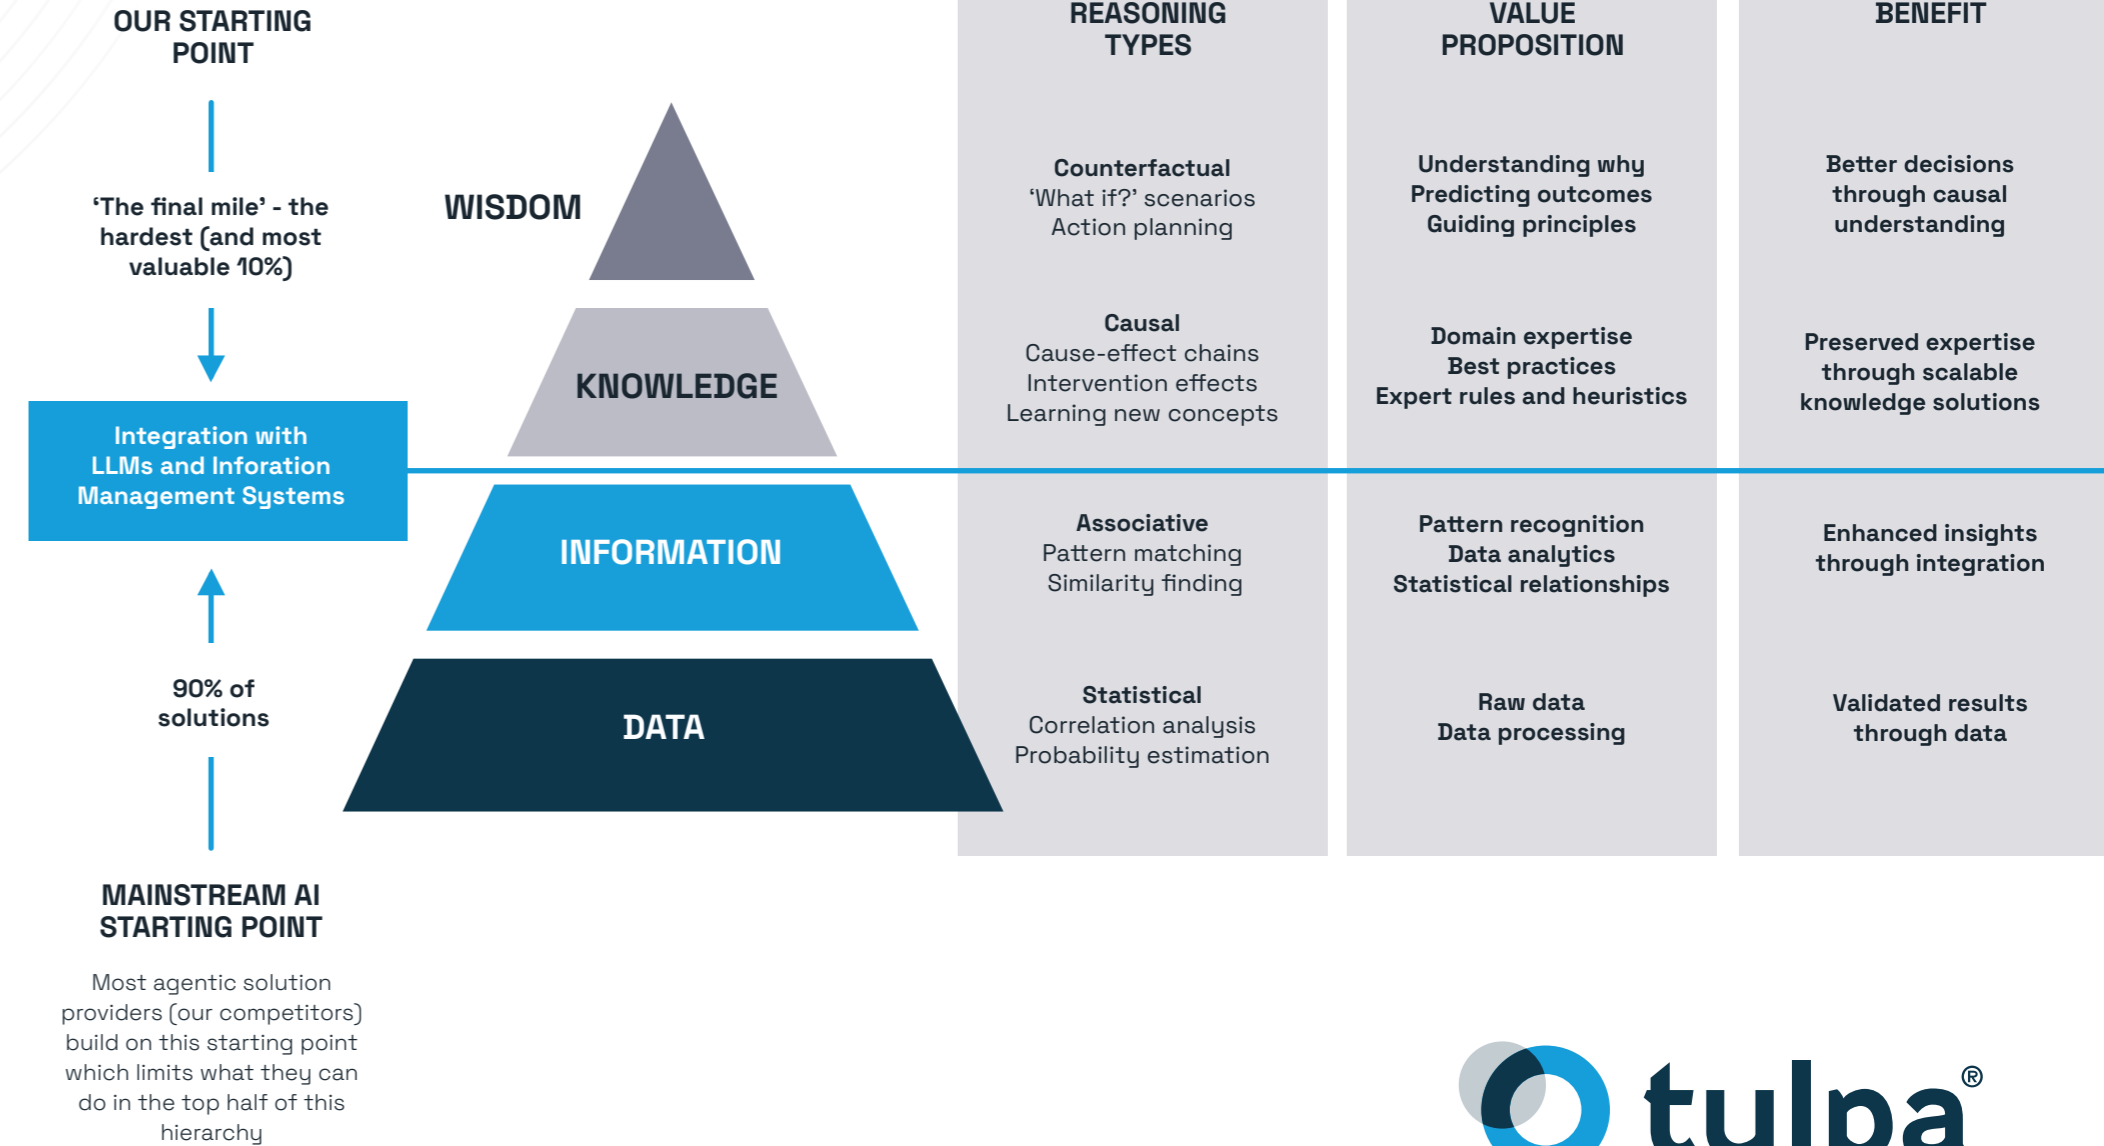 OUR STARTING
POINT
'The final mile' - the
hardest (and most
valuable 10%)
Integration with
LLMs and Inforation
Management Systems
90% of
solutions
MAINSTREAM AI
STARTING POINT
Most agentic solution
providers (our competitors)
build on this starting point
which limits what they can
do in the top half of this
hierarchy
WISDOM
KNOWLEDGE
INFORMATION
DATA
REASONING
TYPES
Counterfactual
'What if?' scenarios
Action planning
Causal
Cause-effect chains
Intervention effects
Learning new concepts
Associative
Pattern matching
Similarity finding
Statistical
Correlation analysis
Probability estimation
VALUE
PROPOSITION
Understanding why
Predicting outcomes
Guiding principles
Domain expertise
Best practices
Expert rules and heuristics
Pattern recognition
Data analytics
Statistical relationships
Raw data
Data processing
BENEFIT
Better decisions
through causal
understanding
Preserved expertise
through scalable
knowledge solutions
Enhanced insights
through integration
Validated results
through data
tulpa®